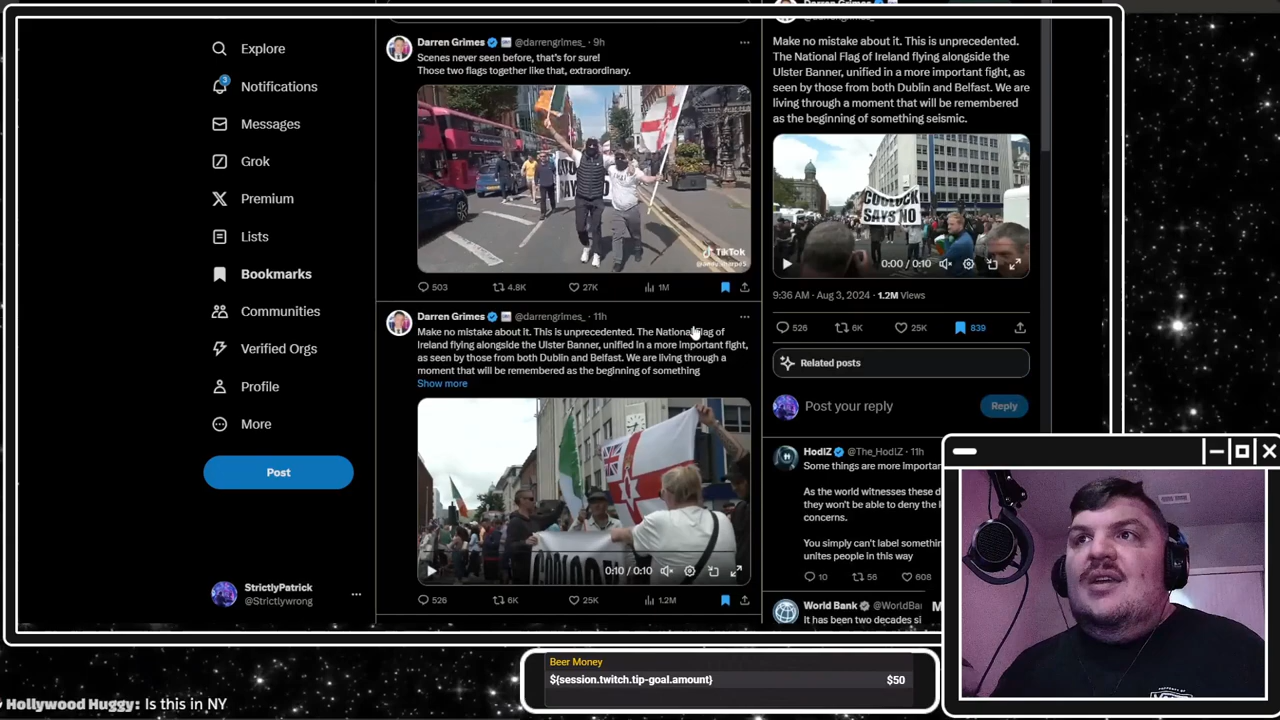 Explore
3
Notifications
Messages
Grok
Premium
Lists
Bookmarks
Communities
Verified Orgs
Profile
More
Post
StrictlyPatrick
@Strictlywrong
Darren Grimes @darrengrimes_ · 9h
Scenes never seen before, that's for sure!
Those two flags together like that, extraordinary.
TikTok
503 4.8K 27K 1M
Darren Grimes @darrengrimes_ · 11h
Make no mistake about it. This is unprecedented. The National Flag of
Ireland flying alongside the Ulster Banner, unified in a more important fight,
as seen by those from both Dublin and Belfast. We are living through a
moment that will be remembered as the beginning of something
Show more
0:10 / 0:10
526 6K 25K 1.2M
Make no mistake about it. This is unprecedented.
The National Flag of Ireland flying alongside the
Ulster Banner, unified in a more important fight, as
seen by those from both Dublin and Belfast. We are
living through a moment that will be remembered
as the beginning of something seismic.
COOLOCK
SAYS NO
0:00 / 0:10
9:36 AM · Aug 3, 2024 · 1.2M Views
526 6K 25K 839
Related posts
Post your reply
Reply
HodlZ @The_HodlZ · 11h
Some things are more importan
As the world witnesses these d
they won't be able to deny the l
concerns.
You simply can't label somethin
unites people in this way
10 56 608
World Bank @WorldBa
It has been two decades si
Beer Money
${session.twitch.tip-goal.amount}
$50
Hollywood Huggy: Is this in NY